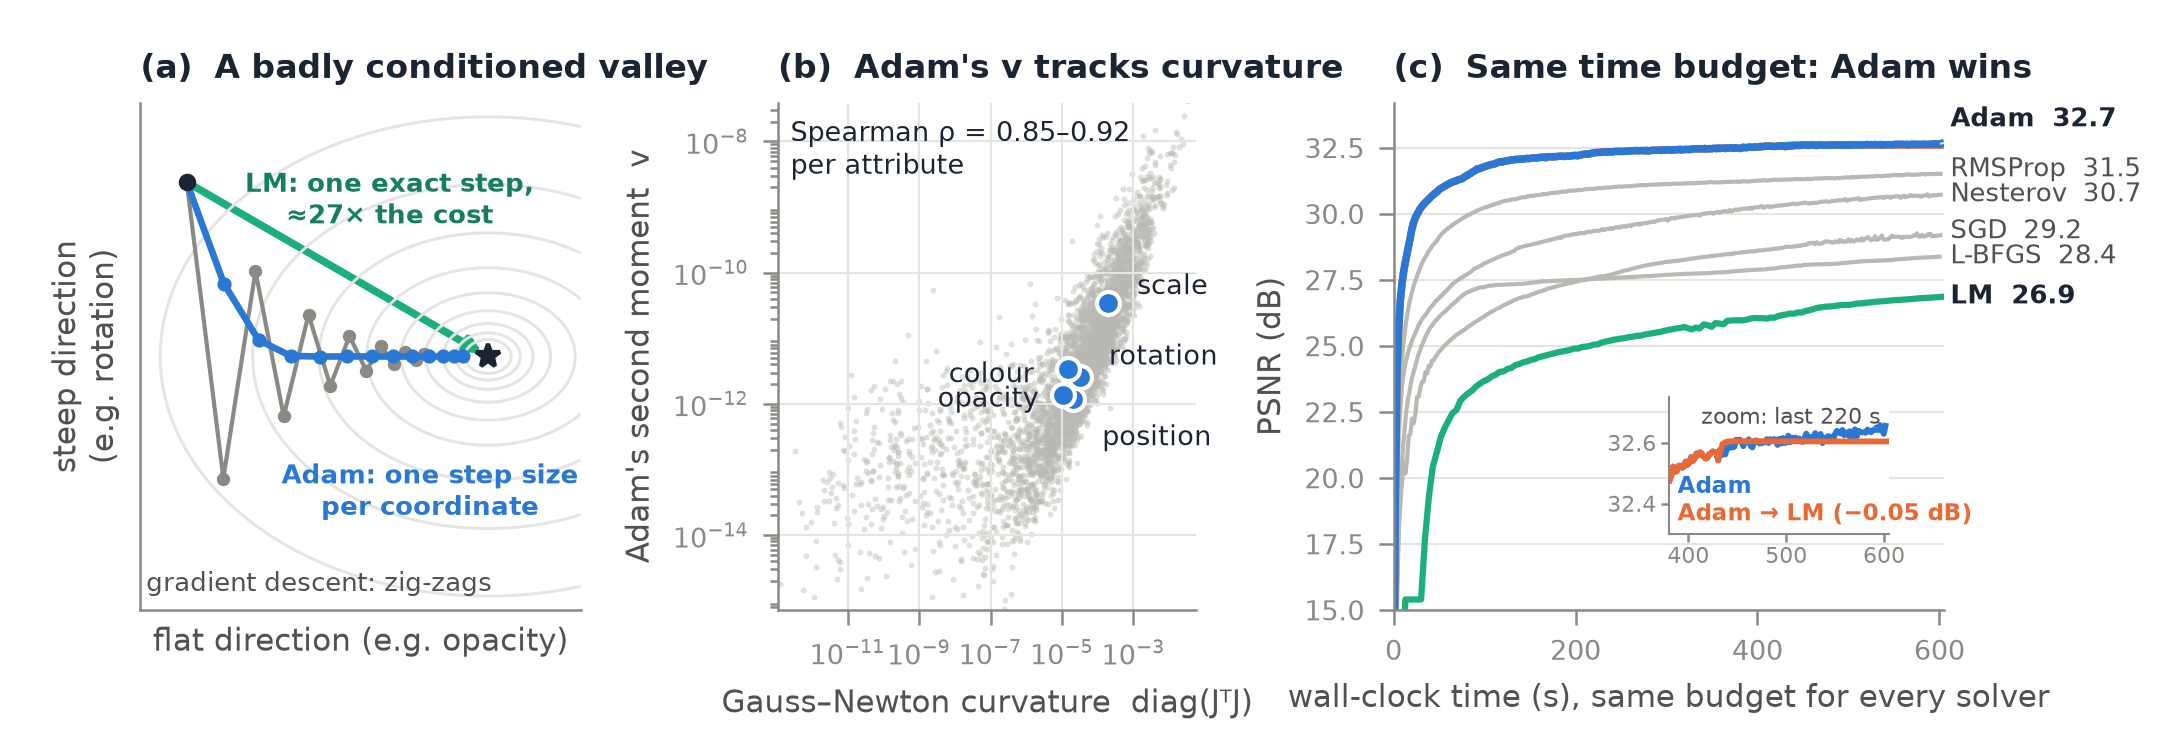 (a)  A badly conditioned valley
LM: one exact step,
≈27× the cost
Adam: one step size
per coordinate
gradient descent: zig-zags
steep direction
(e.g. rotation)
flat direction (e.g. opacity)
(b)  Adam's v tracks curvature
Spearman ρ = 0.85–0.92
per attribute
scale
rotation
colour
opacity
position
10⁻⁸
10⁻¹⁰
10⁻¹²
10⁻¹⁴
Adam's second moment  v
10⁻¹¹ 10⁻⁹ 10⁻⁷ 10⁻⁵ 10⁻³
Gauss–Newton curvature  diag(JᵀJ)
(c)  Same time budget: Adam wins
Adam  32.7
RMSProp  31.5
Nesterov  30.7
SGD  29.2
L-BFGS  28.4
LM  26.9
32.5
30.0
27.5
25.0
22.5
20.0
17.5
15.0
PSNR (dB)
zoom: last 220 s
32.6
32.4
Adam
Adam → LM (−0.05 dB)
400 500 600
0 200 400 600
wall-clock time (s), same budget for every solver